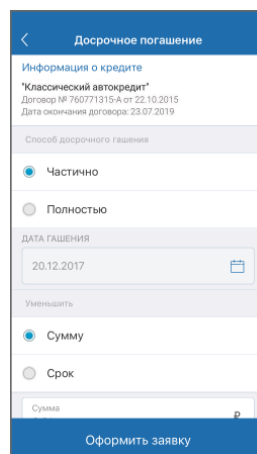 Досрочное погашение
Информация о кредите
"Классический автокредит"
Договор № 760771315-А от 22.10.2015
Дата окончания договора: 23.07.2019
Способ досрочного гашения
Частично
Полностью
ДАТА ГАШЕНИЯ
20.12.2017
Уменьшить
Сумму
Срок
Сумма
₽
Оформить заявку